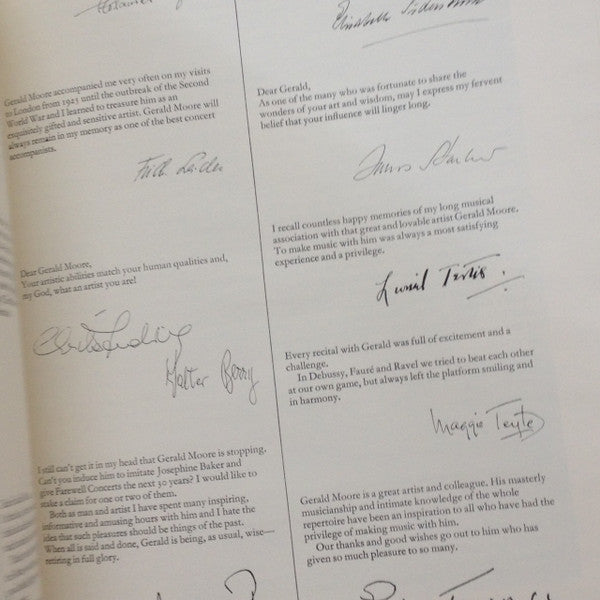 Gerald Moore accompanied me very often on my visits
to London from 1925 until the outbreak of the Second
World War and I learned to treasure him as an
exquisitely gifted and sensitive artist. Gerald Moore will
always remain in my memory as one of the best concert
accompanists.
Dear Gerald Moore,
Your artistic abilities match your human qualities and,
my God, what an artist you are!
Walter Berry
I still can't get it in my head that Gerald Moore is stopping.
Can't you induce him to imitate Josephine Baker and
give Farewell Concerts the next 30 years? I would like to
stake a claim for one or two of them.
Both as man and artist I have spent many inspiring,
informative and amusing hours with him and I hate the
idea that such pleasures should be things of the past.
When all is said and done, Gerald is being, as usual, wise—
retiring in full glory.
Dear Gerald,
As one of the many who was fortunate to share the
wonders of your art and wisdom, may I express my fervent
belief that your influence will linger long.
I recall countless happy memories of my long musical
association with that great and lovable artist Gerald Moore.
To make music with him was always a most satisfying
experience and a privilege.
Lionel Tertis.
Every recital with Gerald was full of excitement and a
challenge.
In Debussy, Fauré and Ravel we tried to beat each other
at our own game, but always left the platform smiling and
in harmony.
Maggie Teyte
Gerald Moore is a great artist and colleague. His masterly
musicianship and intimate knowledge of the whole
repertoire have been an inspiration to all who have had the
privilege of making music with him.
Our thanks and good wishes go out to him who has
given so much pleasure to so many.